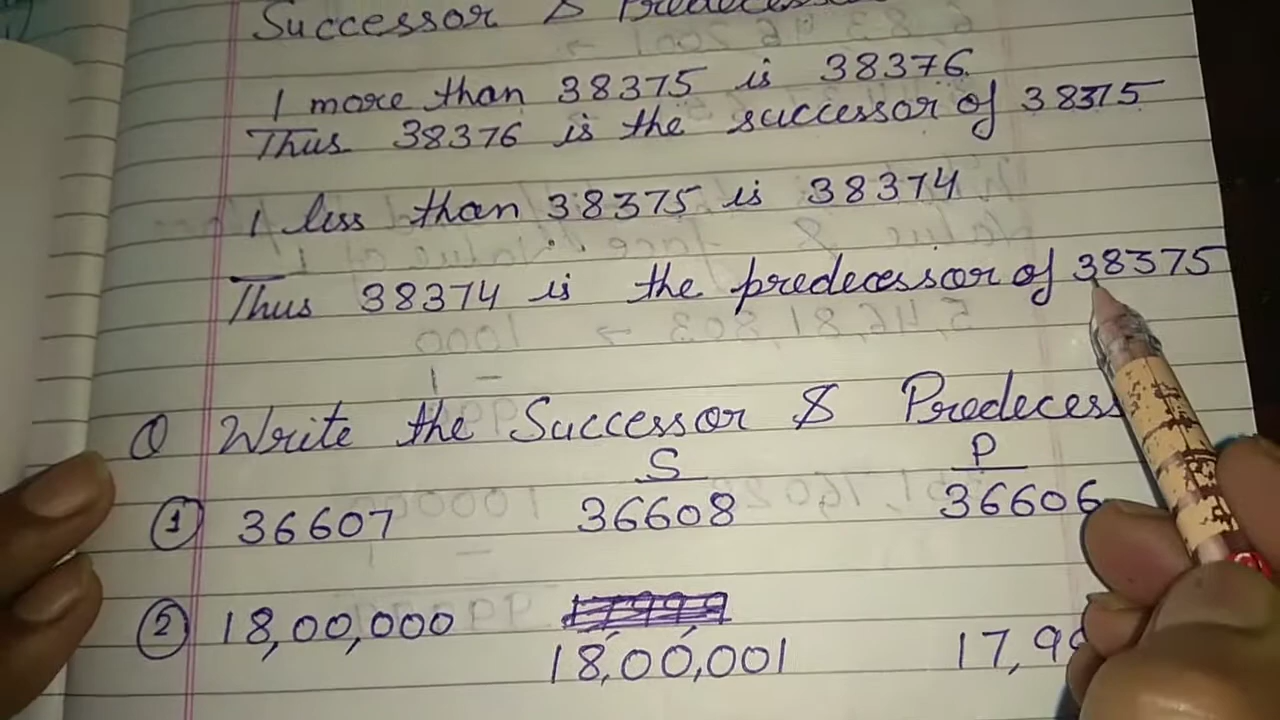 Successor &
1 more than 38375 is 38376.
Thus 38376 is the successor of 38375
1 less than 38375 is 38374
Thus 38374 is the predecessor of 38375
Q Write the Successor & Predecess
S P
1 36607 36608 36606
2 18,00,000
18,00,001 17,99